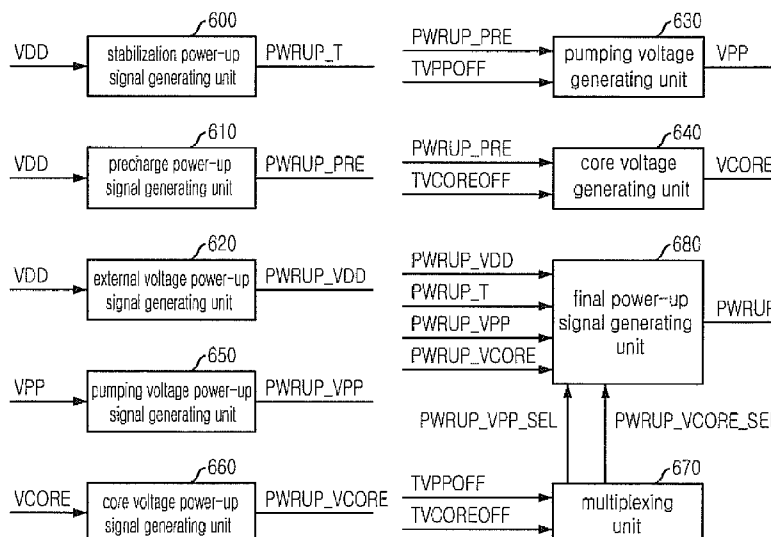 600
VDD
stabilization power-up
signal generating unit
PWRUP_T
610
VDD
precharge power-up
signal generating unit
PWRUP_PRE
620
VDD
external voltage power-up
signal generating unit
PWRUP_VDD
650
VPP
pumping voltage power-up
signal generating unit
PWRUP_VPP
660
VCORE
core voltage power-up
signal generating unit
PWRUP_VCORE
630
PWRUP_PRE
TVPPOFF
pumping voltage
generating unit
VPP
640
PWRUP_PRE
TVCOREOFF
core voltage
generating unit
VCORE
680
PWRUP_VDD
PWRUP_T
PWRUP_VPP
PWRUP_VCORE
final power-up
signal generating
unit
PWRUP
PWRUP_VPP_SEL
PWRUP_VCORE_SEL
670
TVPPOFF
TVCOREOFF
multiplexing
unit